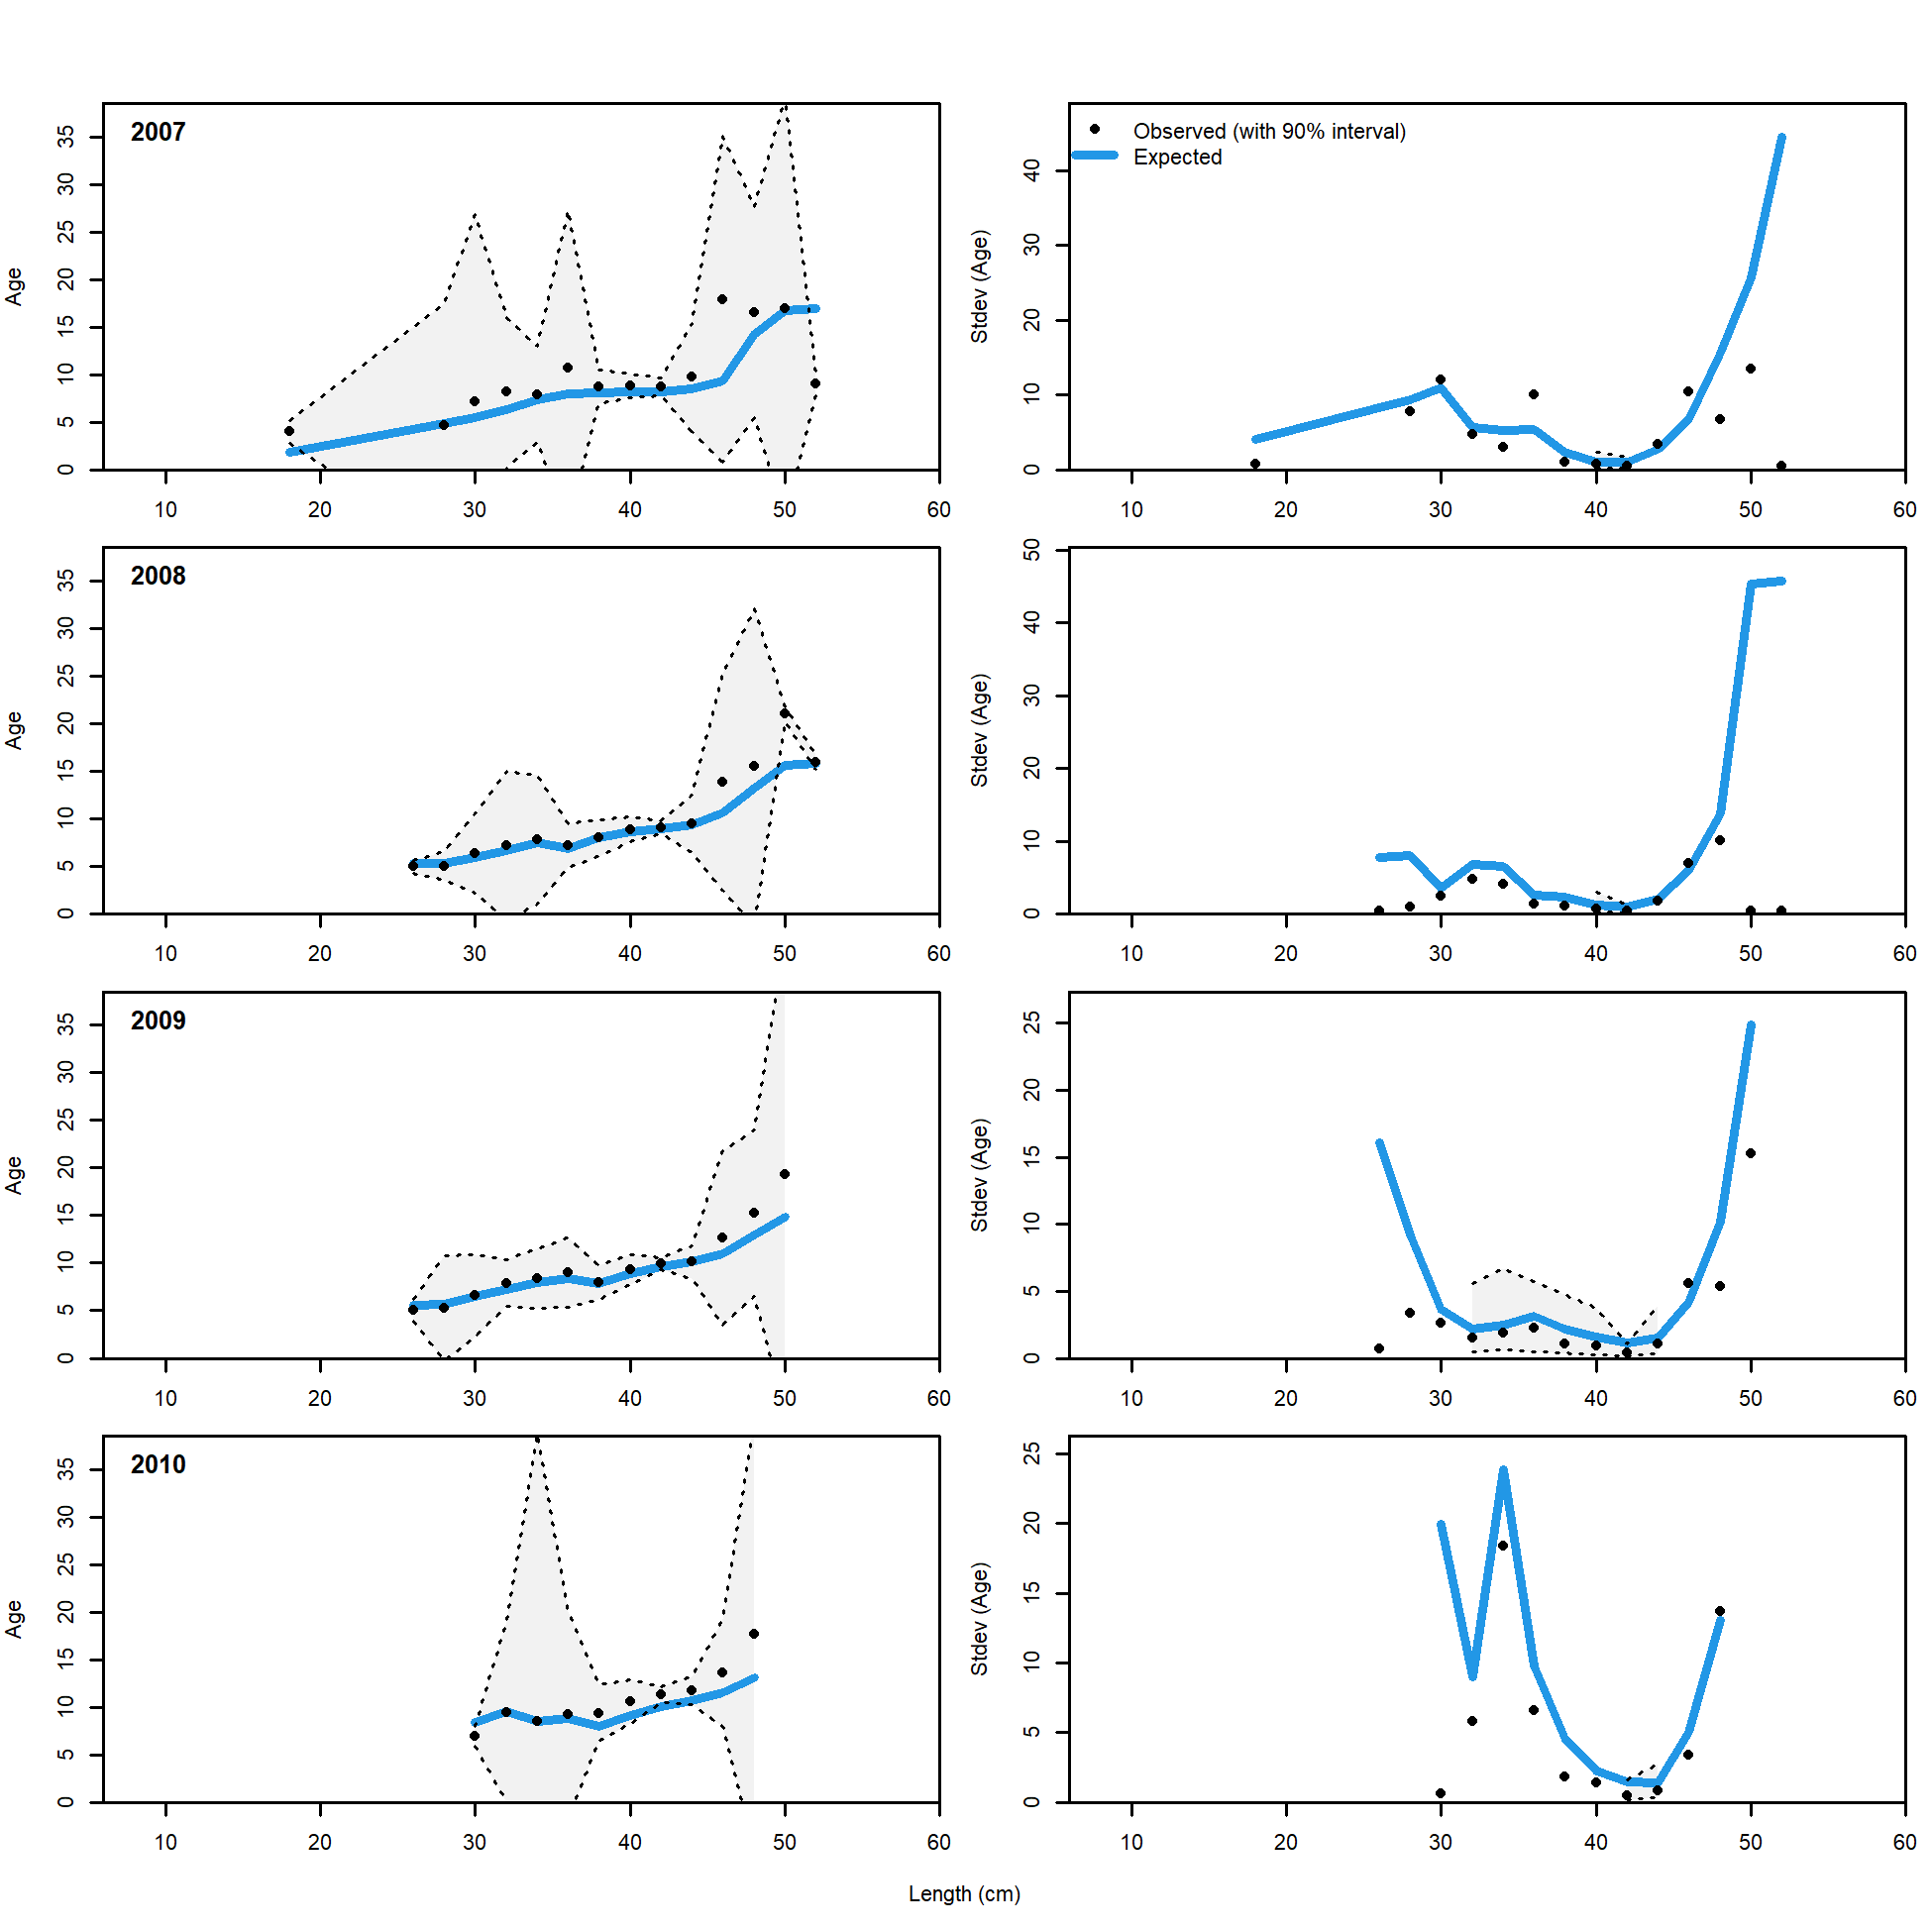 2007
Age
0 5 10 15 20 25 30 35
10 20 30 40 50 60
Observed (with 90% interval)
Expected
Stdev (Age)
0 10 20 30 40
10 20 30 40 50 60
2008
Age
0 5 10 15 20 25 30 35
10 20 30 40 50 60
Stdev (Age)
0 10 20 30 40 50
10 20 30 40 50 60
2009
Age
0 5 10 15 20 25 30 35
10 20 30 40 50 60
Stdev (Age)
0 5 10 15 20 25
10 20 30 40 50 60
2010
Age
0 5 10 15 20 25 30 35
10 20 30 40 50 60
Stdev (Age)
0 5 10 15 20 25
10 20 30 40 50 60
Length (cm)